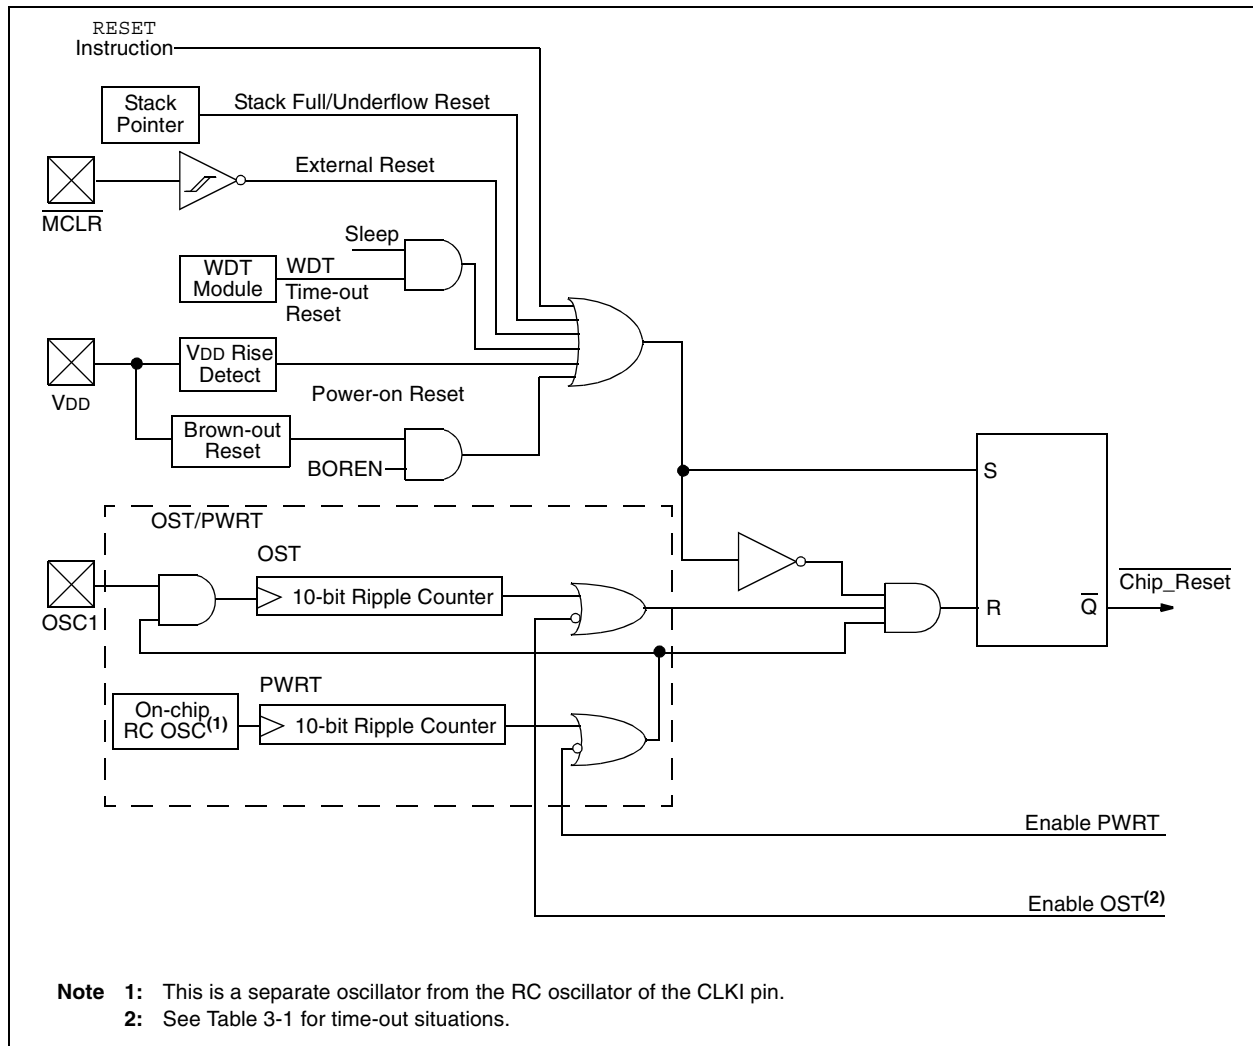 RESET
Instruction
Stack
Pointer
Stack Full/Underflow Reset
External Reset
MCLR
Sleep
WDT
Module
WDT
Time-out
Reset
VDD Rise
Detect
VDD
Power-on Reset
Brown-out
Reset
BOREN
S
OST/PWRT
OST
10-bit Ripple Counter
OSC1
Chip_Reset
R
Q
PWRT
On-chip
RC OSC(1)
10-bit Ripple Counter
Enable PWRT
Enable OST(2)
Note 1: This is a separate oscillator from the RC oscillator of the CLKI pin.
2: See Table 3-1 for time-out situations.